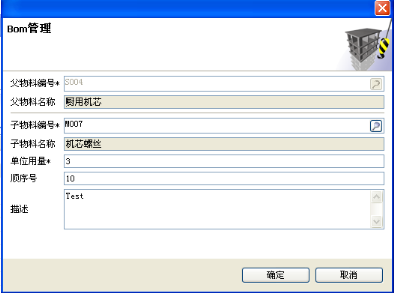 Bom管理
父物料编号* S004
父物料名称 厨用机芯
子物料编号* W007
子物料名称 机芯螺丝
单位用量* 3
顺序号 10
描述 Test
确定 取消